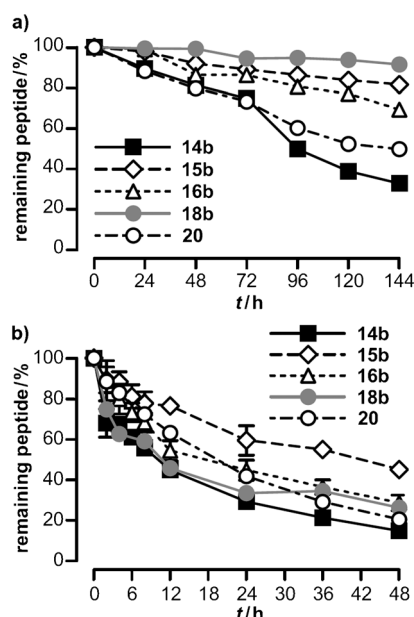 a)
100
80
60
40
20
0
remaining peptide/%
14b
15b
16b
18b
20
0 24 48 72 96 120 144
t/h
b)
100
80
60
40
20
0
remaining peptide/%
14b
15b
16b
18b
20
0 6 12 18 24 30 36 42 48
t/h